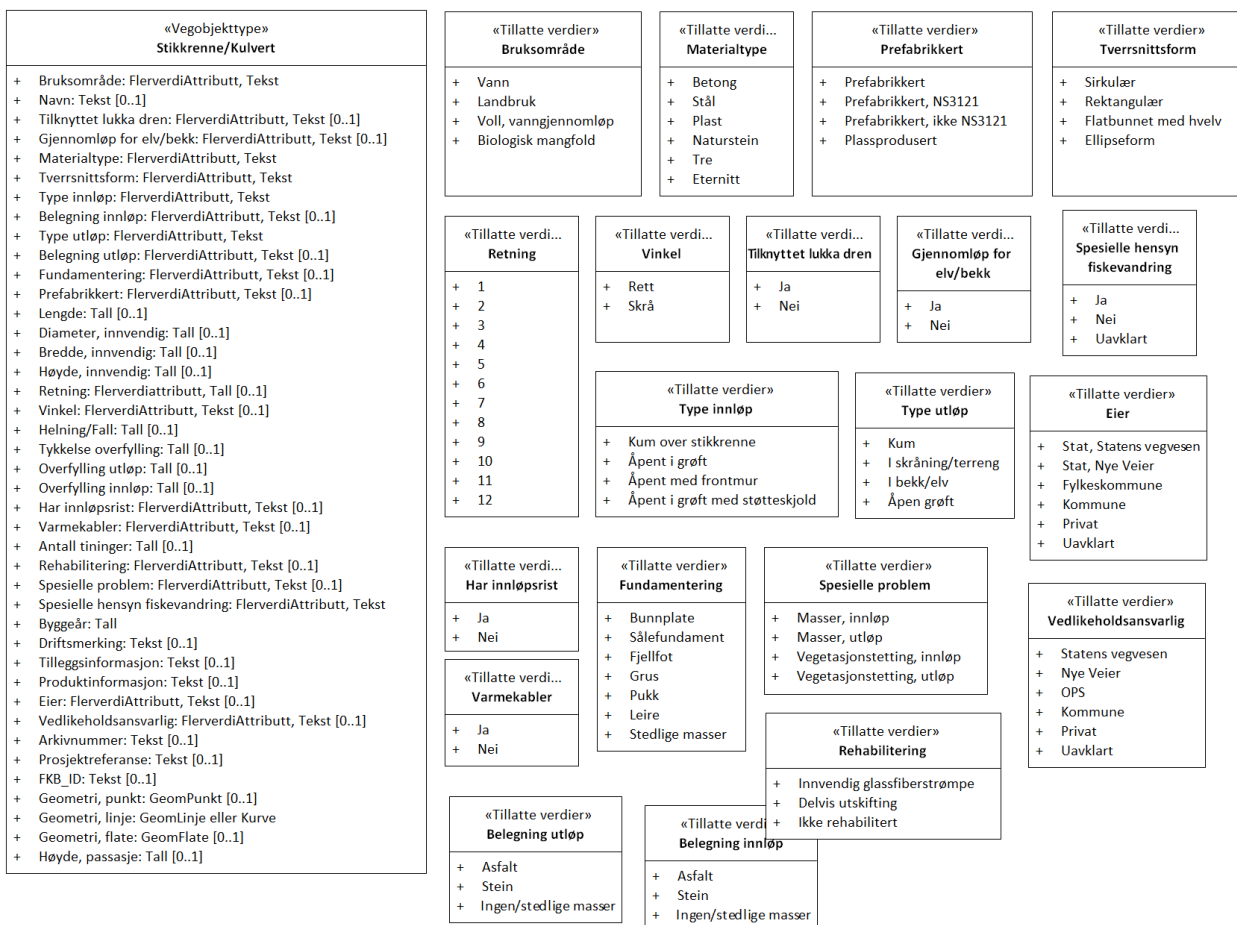 «Vegobjekttype»
Stikkrenne/Kulvert
+ Bruksområde: FlerverdiAttributt, Tekst
+ Navn: Tekst [0..1]
+ Tilknyttet lukka dren: FlerverdiAttributt, Tekst [0..1]
+ Gjennomløp for elv/bekk: FlerverdiAttributt, Tekst [0..1]
+ Materialtype: FlerverdiAttributt, Tekst
+ Tverrsnittsform: FlerverdiAttributt, Tekst
+ Type innløp: FlerverdiAttributt, Tekst
+ Belegning innløp: FlerverdiAttributt, Tekst [0..1]
+ Type utløp: FlerverdiAttributt, Tekst
+ Belegning utløp: FlerverdiAttributt, Tekst [0..1]
+ Fundamentering: FlerverdiAttributt, Tekst [0..1]
+ Prefabrikkert: FlerverdiAttributt, Tekst [0..1]
+ Lengde: Tall [0..1]
+ Diameter, innvendig: Tall [0..1]
+ Bredde, innvendig: Tall [0..1]
+ Høyde, innvendig: Tall [0..1]
+ Retning: Flerverdiattributt, Tall [0..1]
+ Vinkel: FlerverdiAttributt, Tekst [0..1]
+ Helning/Fall: Tall [0..1]
+ Tykkelse overfylling: Tall [0..1]
+ Overfylling utløp: Tall [0..1]
+ Overfylling innløp: Tall [0..1]
+ Har innløpsrist: FlerverdiAttributt, Tekst [0..1]
+ Varmekabler: FlerverdiAttributt, Tekst [0..1]
+ Antall tininger: Tall [0..1]
+ Rehabilitering: FlerverdiAttributt, Tekst [0..1]
+ Spesielle problem: FlerverdiAttributt, Tekst [0..1]
+ Spesielle hensyn fiskevandring: FlerverdiAttributt, Tekst
+ Byggeår: Tall
+ Driftsmerking: Tekst [0..1]
+ Tilleggsinformasjon: Tekst [0..1]
+ Produktinformasjon: Tekst [0..1]
+ Eier: FlerverdiAttributt, Tekst [0..1]
+ Vedlikeholdsansvarlig: FlerverdiAttributt, Tekst [0..1]
+ Arkivnummer: Tekst [0..1]
+ Prosjektreferanse: Tekst [0..1]
+ FKB_ID: Tekst [0..1]
+ Geometri, punkt: GeomPunkt [0..1]
+ Geometri, linje: GeomLinje eller Kurve
+ Geometri, flate: GeomFlate [0..1]
+ Høyde, passasje: Tall [0..1]
«Tillatte verdier»
Bruksområde
+ Vann
+ Landbruk
+ Voll, vanngjennomløp
+ Biologisk mangfold
«Tillatte verdi...
Materialtype
+ Betong
+ Stål
+ Plast
+ Naturstein
+ Tre
+ Eternitt
«Tillatte verdier»
Prefabrikkert
+ Prefabrikkert
+ Prefabrikkert, NS3121
+ Prefabrikkert, ikke NS3121
+ Plassprodusert
«Tillatte verdier»
Tverrsnittsform
+ Sirkulær
+ Rektangulær
+ Flatbunnet med hvelv
+ Ellipseform
«Tillatte verdi...
Retning
+ 1
+ 2
+ 3
+ 4
+ 5
+ 6
+ 7
+ 8
+ 9
+ 10
+ 11
+ 12
«Tillatte verdi...
Vinkel
+ Rett
+ Skrå
«Tillatte verdi...
Tilknyttet lukka dren
+ Ja
+ Nei
«Tillatte verdi...
Gjennomløp for
elv/bekk
+ Ja
+ Nei
«Tillatte verdi...
Spesielle hensyn
fiskevandring
+ Ja
+ Nei
+ Uavklart
«Tillatte verdier»
Type innløp
+ Kum over stikkrenne
+ Åpent i grøft
+ Åpent med frontmur
+ Åpent i grøft med støtteskjold
«Tillatte verdier»
Type utløp
+ Kum
+ I skråning/terreng
+ I bekk/elv
+ Åpen grøft
«Tillatte verdier»
Eier
+ Stat, Statens vegvesen
+ Stat, Nye Veier
+ Fylkeskommune
+ Kommune
+ Privat
+ Uavklart
«Tillatte verdi...
Har innløpsrist
+ Ja
+ Nei
«Tillatte verdi...
Varmekabler
+ Ja
+ Nei
«Tillatte verdier»
Fundamentering
+ Bunnplate
+ Sålefundament
+ Fjellfot
+ Grus
+ Pukk
+ Leire
+ Stedlige masser
«Tillatte verdier»
Spesielle problem
+ Masser, innløp
+ Masser, utløp
+ Vegetasjonstetting, innløp
+ Vegetasjonstetting, utløp
«Tillatte verdier»
Vedlikeholdsansvarlig
+ Statens vegvesen
+ Nye Veier
+ OPS
+ Kommune
+ Privat
+ Uavklart
«Tillatte verdier»
Rehabilitering
+ Innvendig glassfiberstrømpe
+ Delvis utskifting
+ Ikke rehabilitert
«Tillatte verdier»
Belegning utløp
+ Asfalt
+ Stein
+ Ingen/stedlige masser
«Tillatte verdi
Belegning innløp
+ Asfalt
+ Stein
+ Ingen/stedlige masser